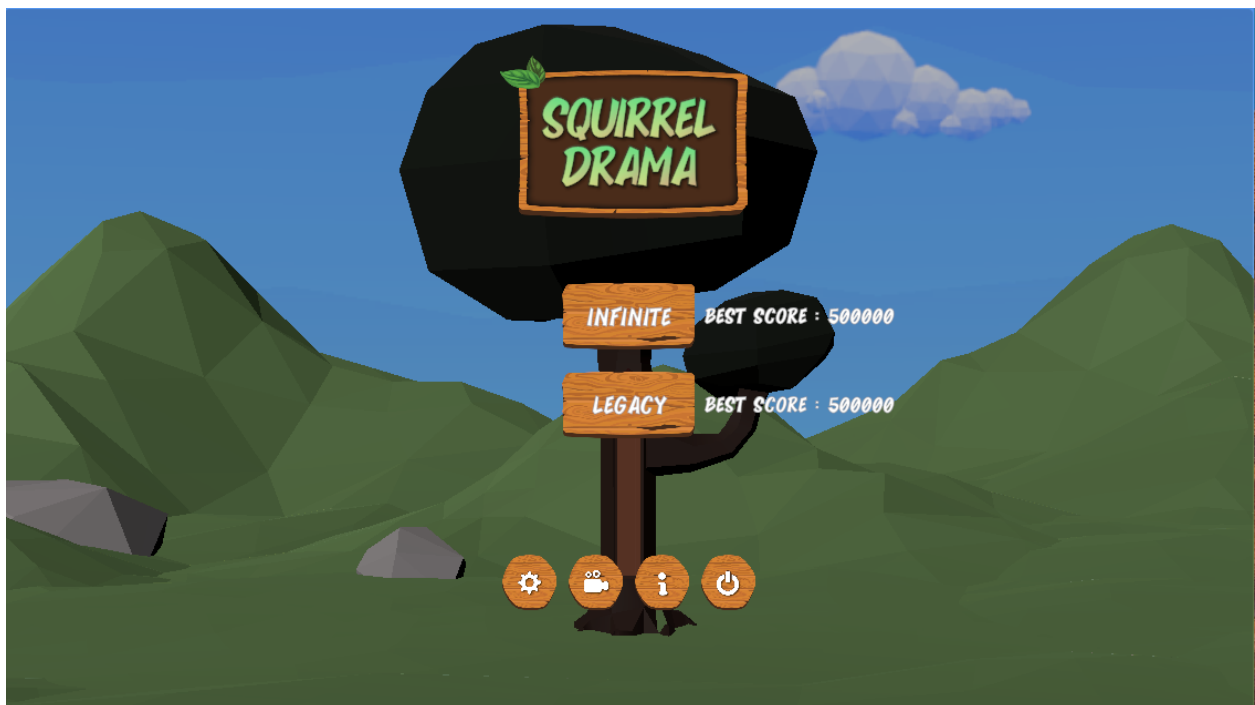 SQUIRREL
DRAMA
INFINITE BEST SCORE : 500000
LEGACY BEST SCORE : 500000